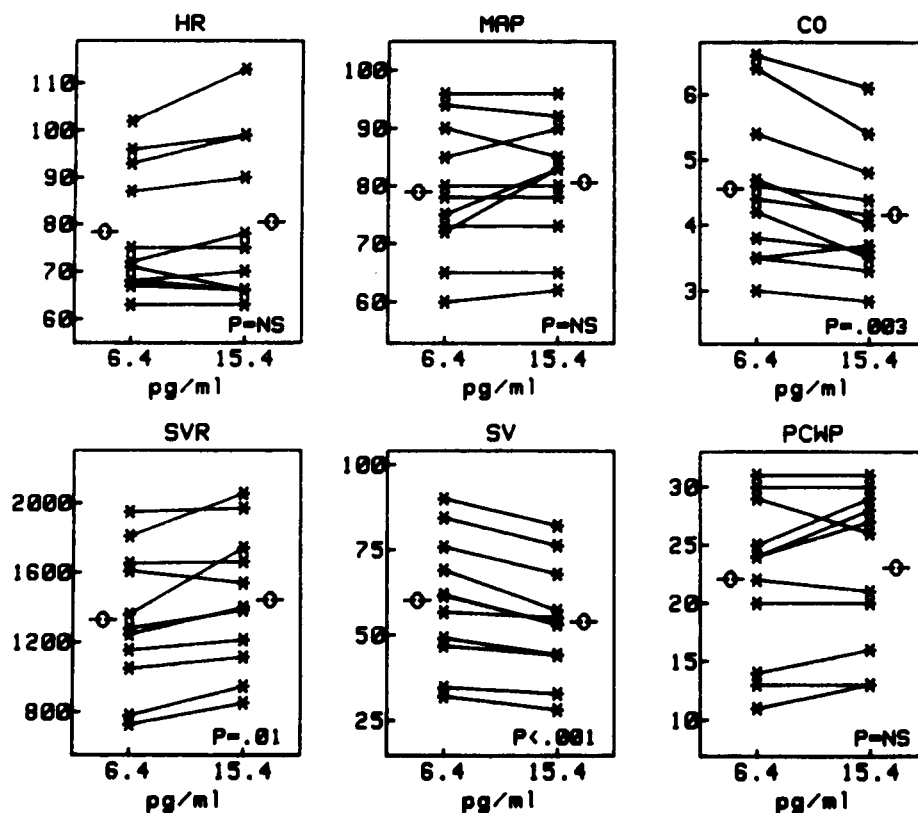 HR
110
100
90
80
70
60
P=NS
6.4 15.4
pg/ml
MAP
100
90
80
70
60
P=NS
6.4 15.4
pg/ml
CO
6
5
4
3
P=.003
6.4 15.4
pg/ml
SVR
2000
1600
1200
800
P=.01
6.4 15.4
pg/ml
SV
100
75
50
25
P<.001
6.4 15.4
pg/ml
PCWP
30
25
20
15
10
P=NS
6.4 15.4
pg/ml